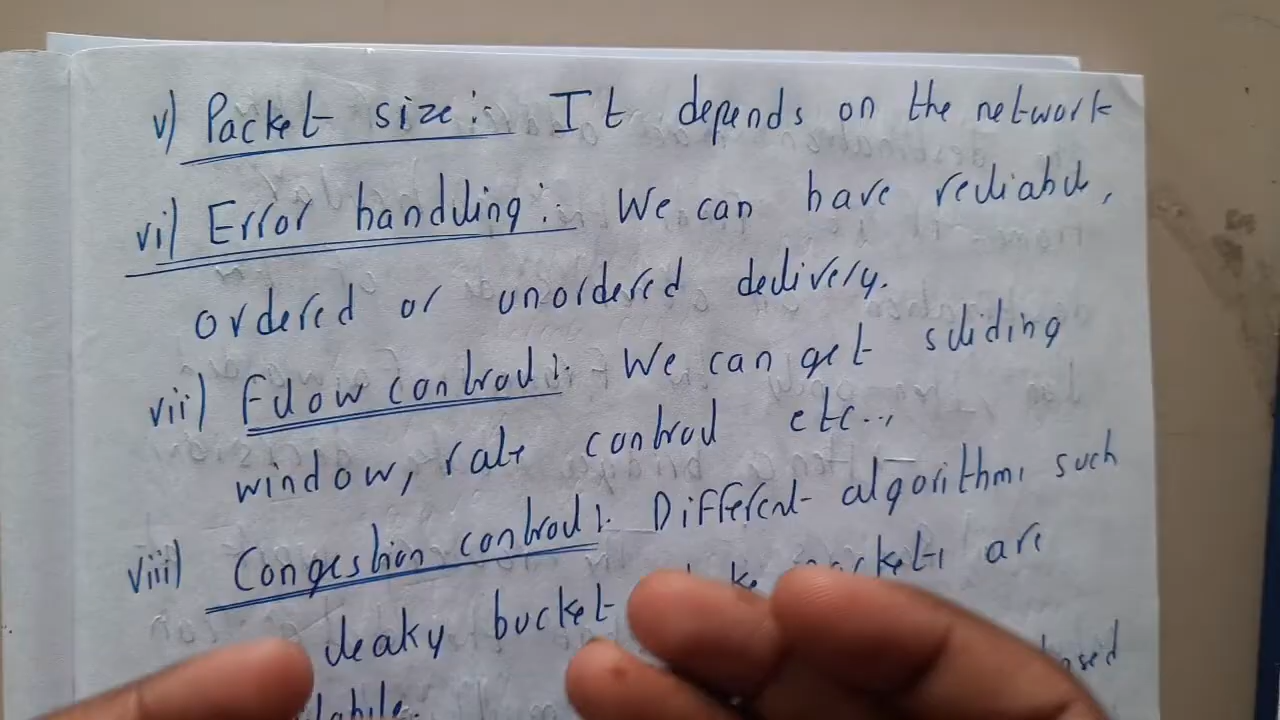 v) Packet size:- It depends on the network
vi) Error handling:- We can have reliable,
ordered or unordered delivery.
vii) Flow control:- We can get sliding
window, rate control etc..,
viii) Congestion control:- Different algorithms such
leaky bucket are